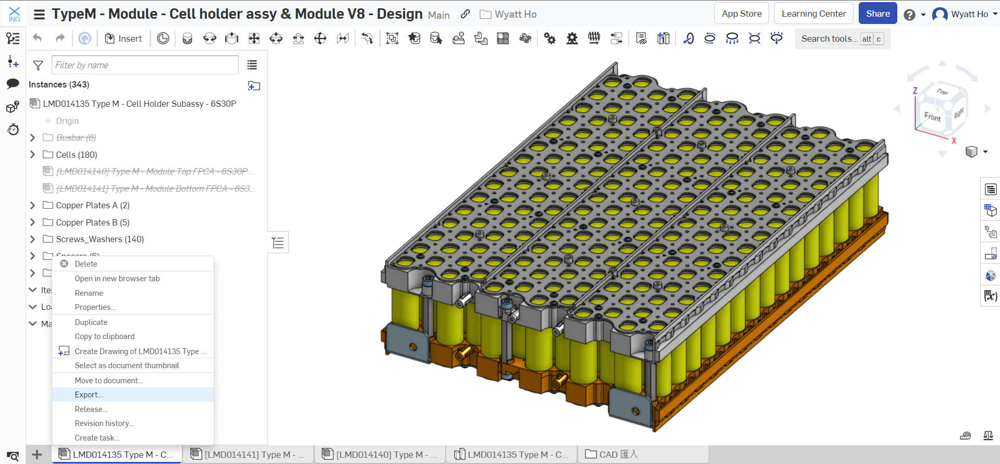 XING
TypeM - Module - Cell holder assy & Module V8 - Design Main Wyatt Ho
App Store Learning Center Share Wyatt Ho
Insert Search tools... alt c
Filter by name
Instances (343)
LMD014135 Type M - Cell Holder Subassy - 6S30P
Origin
Busbar (6)
Cells (180)
[LMD014140] Type M - Module Top FPCA - 6S30P ...
[LMD014141] Type M - Module Bottom FPCA - 6S3...
Copper Plates A (2)
Copper Plates B (5)
Screws_Washers (140)
Spacers (6)
Ite
Loa
Ma
Delete
Open in new browser tab
Rename
Properties...
Duplicate
Copy to clipboard
Create Drawing of LMD014135 Type ...
Select as document thumbnail
Move to document...
Export...
Release...
Revision history...
Create task...
Z
Top
Y
Front
Right
X
(x)
LMD014135 Type M - C...
[LMD014141] Type M - ...
[LMD014140] Type M - ...
LMD014135 Type M - C...
CAD 匯入